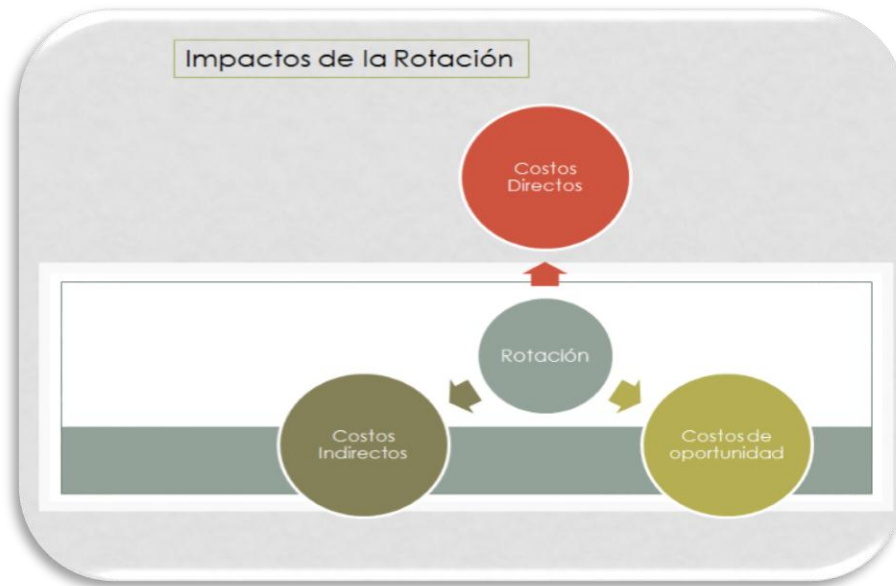 Impactos de la Rotación
Costos
Directos
Rotación
Costos
Indirectos
Costos de
oportunidad